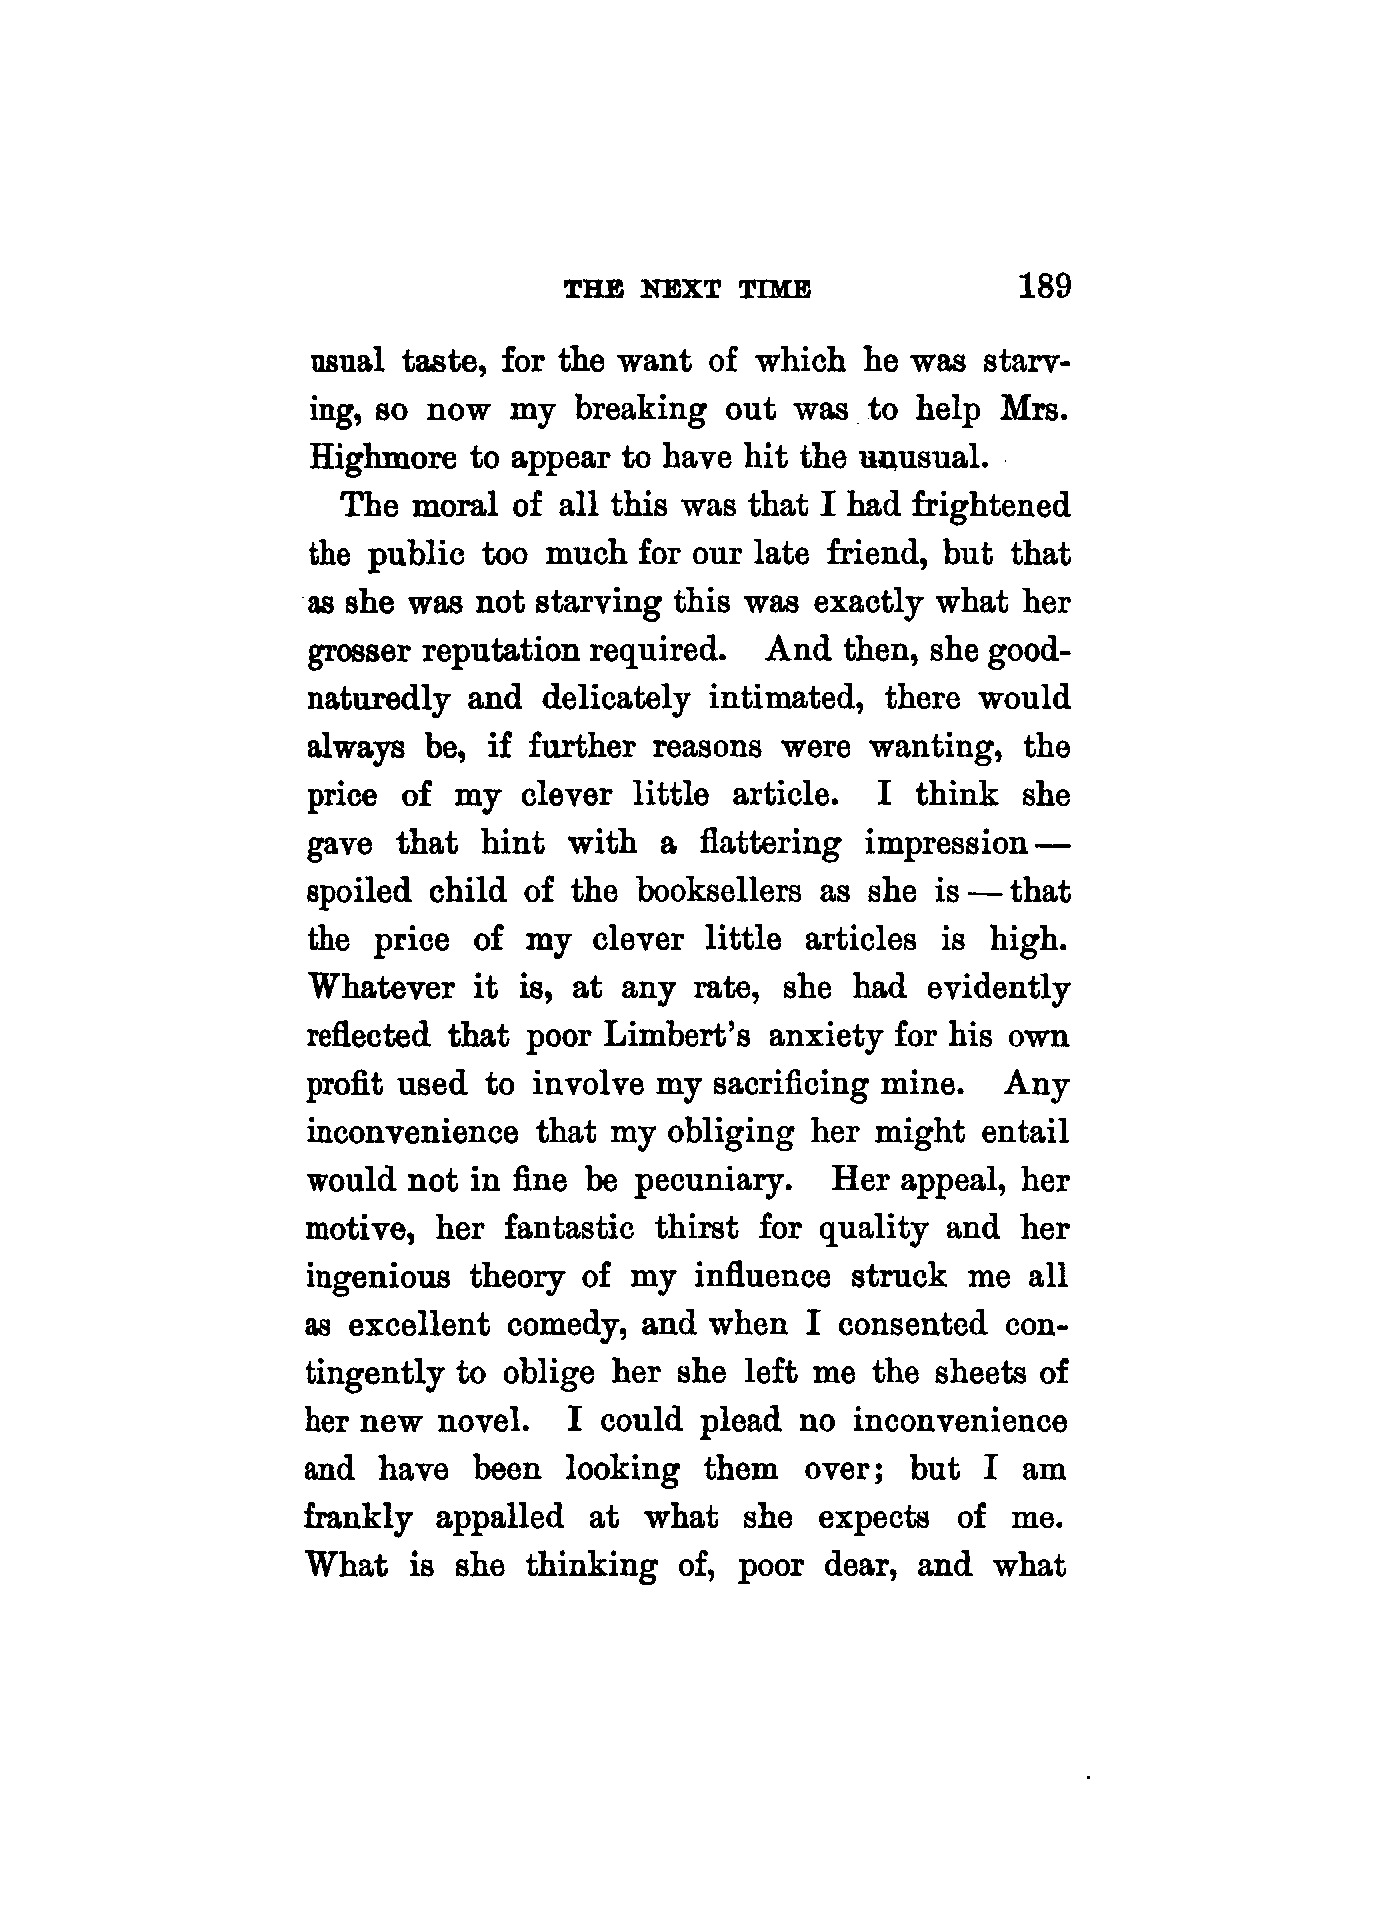 THE NEXT TIME 189
usual taste, for the want of which he was starv-
ing, so now my breaking out was to help Mrs.
Highmore to appear to have hit the unusual.
The moral of all this was that I had frightened
the public too much for our late friend, but that
as she was not starving this was exactly what her
grosser reputation required. And then, she good-
naturedly and delicately intimated, there would
always be, if further reasons were wanting, the
price of my clever little article. I think she
gave that hint with a flattering impression—
spoiled child of the booksellers as she is—that
the price of my clever little articles is high.
Whatever it is, at any rate, she had evidently
reflected that poor Limbert's anxiety for his own
profit used to involve my sacrificing mine. Any
inconvenience that my obliging her might entail
would not in fine be pecuniary. Her appeal, her
motive, her fantastic thirst for quality and her
ingenious theory of my influence struck me all
as excellent comedy, and when I consented con-
tingently to oblige her she left me the sheets of
her new novel. I could plead no inconvenience
and have been looking them over; but I am
frankly appalled at what she expects of me.
What is she thinking of, poor dear, and what